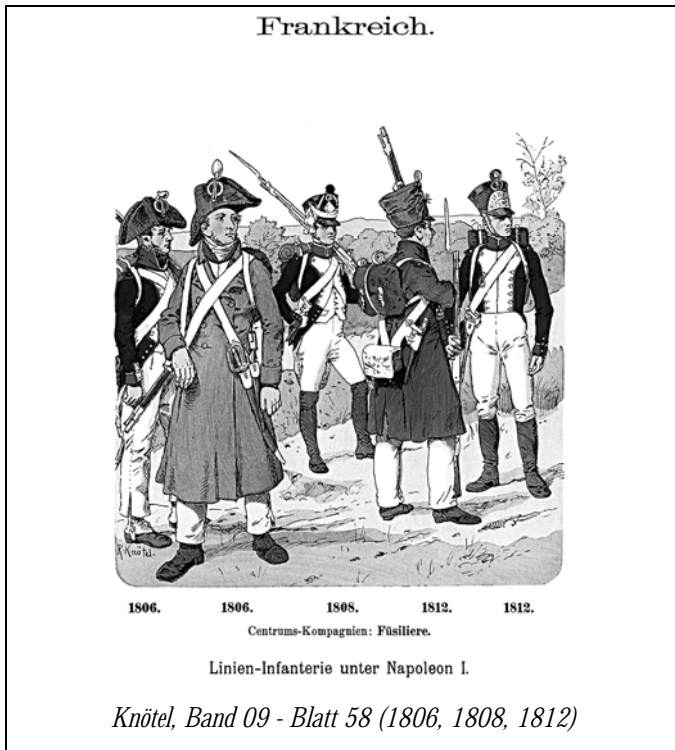 Frankreich.
R. Knötel.
1806. 1806. 1808. 1812. 1812.
Centrums-Kompagnien: Füsiliere.
Linien-Infanterie unter Napoleon I.
Knötel, Band 09 - Blatt 58 (1806, 1808, 1812)